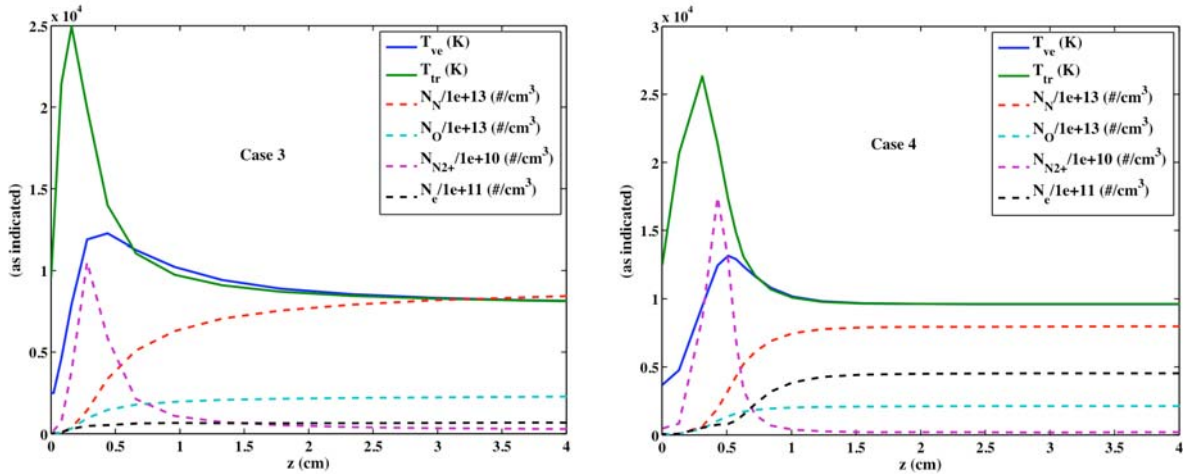 2.5 x 10^4
2
1.5
1
0.5
0
(as indicated)
T_ve (K)
T_tr (K)
N_N/1e+13 (#/cm^3)
N_O/1e+13 (#/cm^3)
N_N2+/1e+10 (#/cm^3)
N_e/1e+11 (#/cm^3)
Case 3
0 0.5 1 1.5 2 2.5 3 3.5 4
z (cm)
3 x 10^4
2.5
2
1.5
1
0.5
0
(as indicated)
T_ve (K)
T_tr (K)
N_N/1e+13 (#/cm^3)
N_O/1e+13 (#/cm^3)
N_N2+/1e+10 (#/cm^3)
N_e/1e+11 (#/cm^3)
Case 4
0 0.5 1 1.5 2 2.5 3 3.5 4
z (cm)